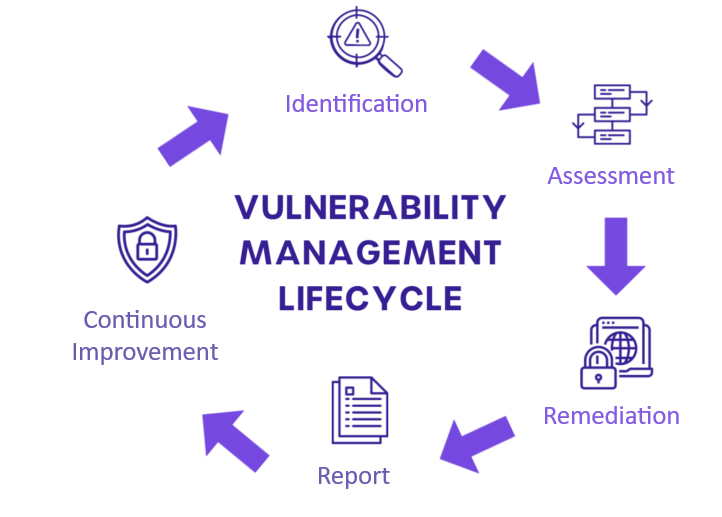 Identification
Assessment
VULNERABILITY
MANAGEMENT
LIFECYCLE
Continuous
Improvement
Remediation
Report